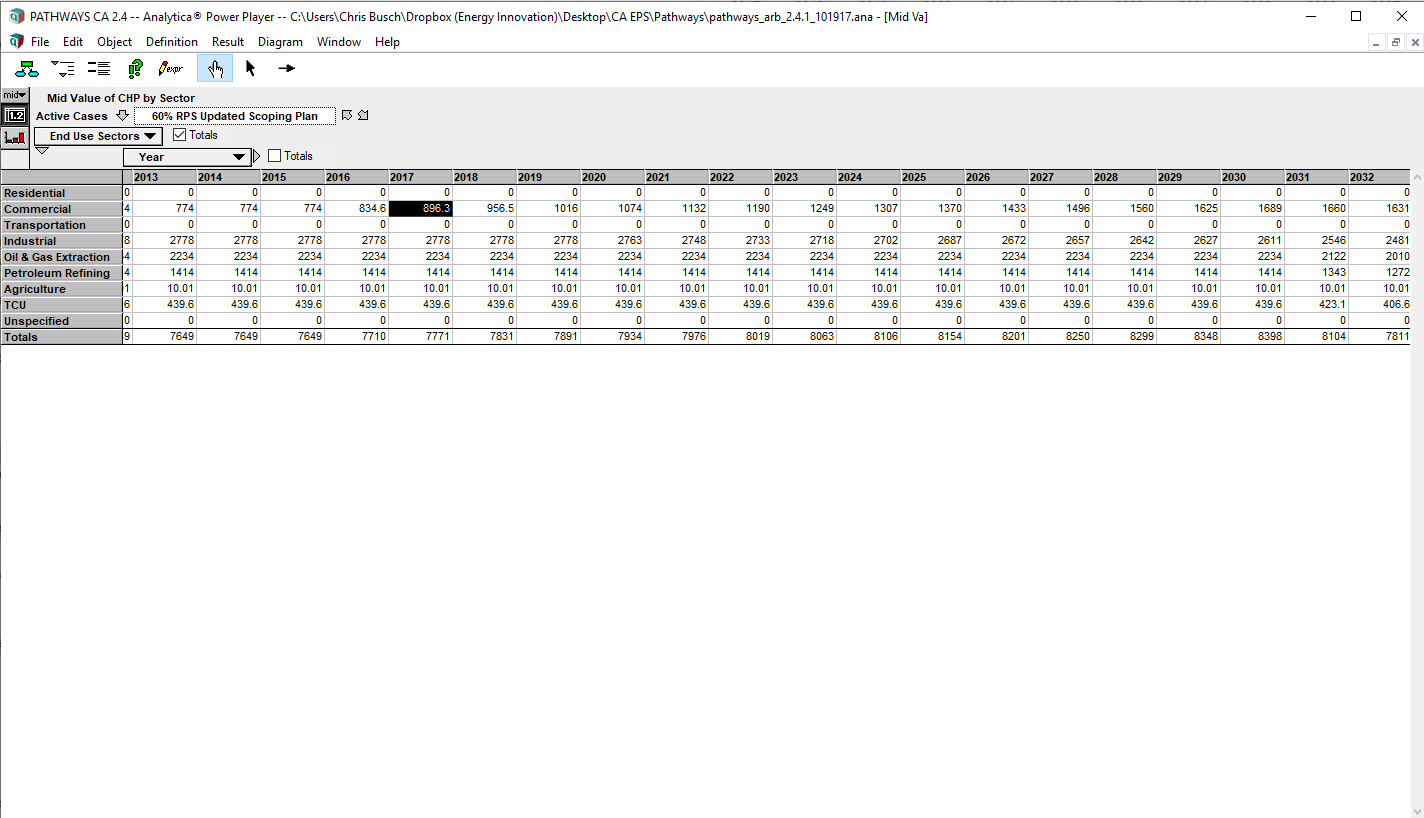 PATHWAYS CA 2.4 -- Analytica® Power Player -- C:\Users\Chris Busch\Dropbox (Energy Innovation)\Desktop\CA EPS\Pathways\pathways_arb_2.4.1_101917.ana - [Mid Va]
File Edit Object Definition Result Diagram Window Help
expr
mid Mid Value of CHP by Sector
1.2 Active Cases 60% RPS Updated Scoping Plan
End Use Sectors Totals
Year Totals
2013 2014 2015 2016 2017 2018 2019 2020 2021 2022 2023 2024 2025 2026 2027 2028 2029 2030 2031 2032
Residential 0 0 0 0 0 0 0 0 0 0 0 0 0 0 0 0 0 0 0 0 0
Commercial 4 774 774 774 834.6 896.3 956.5 1016 1074 1132 1190 1249 1307 1370 1433 1496 1560 1625 1689 1660 1631
Transportation 0 0 0 0 0 0 0 0 0 0 0 0 0 0 0 0 0 0 0 0 0
Industrial 8 2778 2778 2778 2778 2778 2778 2778 2763 2748 2733 2718 2702 2687 2672 2657 2642 2627 2611 2546 2481
Oil & Gas Extraction 4 2234 2234 2234 2234 2234 2234 2234 2234 2234 2234 2234 2234 2234 2234 2234 2234 2234 2234 2122 2010
Petroleum Refining 4 1414 1414 1414 1414 1414 1414 1414 1414 1414 1414 1414 1414 1414 1414 1414 1414 1414 1414 1343 1272
Agriculture 1 10.01 10.01 10.01 10.01 10.01 10.01 10.01 10.01 10.01 10.01 10.01 10.01 10.01 10.01 10.01 10.01 10.01 10.01 10.01 10.01
TCU 6 439.6 439.6 439.6 439.6 439.6 439.6 439.6 439.6 439.6 439.6 439.6 439.6 439.6 439.6 439.6 439.6 439.6 439.6 423.1 406.6
Unspecified 0 0 0 0 0 0 0 0 0 0 0 0 0 0 0 0 0 0 0 0 0
Totals 9 7649 7649 7649 7710 7771 7831 7891 7934 7976 8019 8063 8106 8154 8201 8250 8299 8348 8398 8104 7811